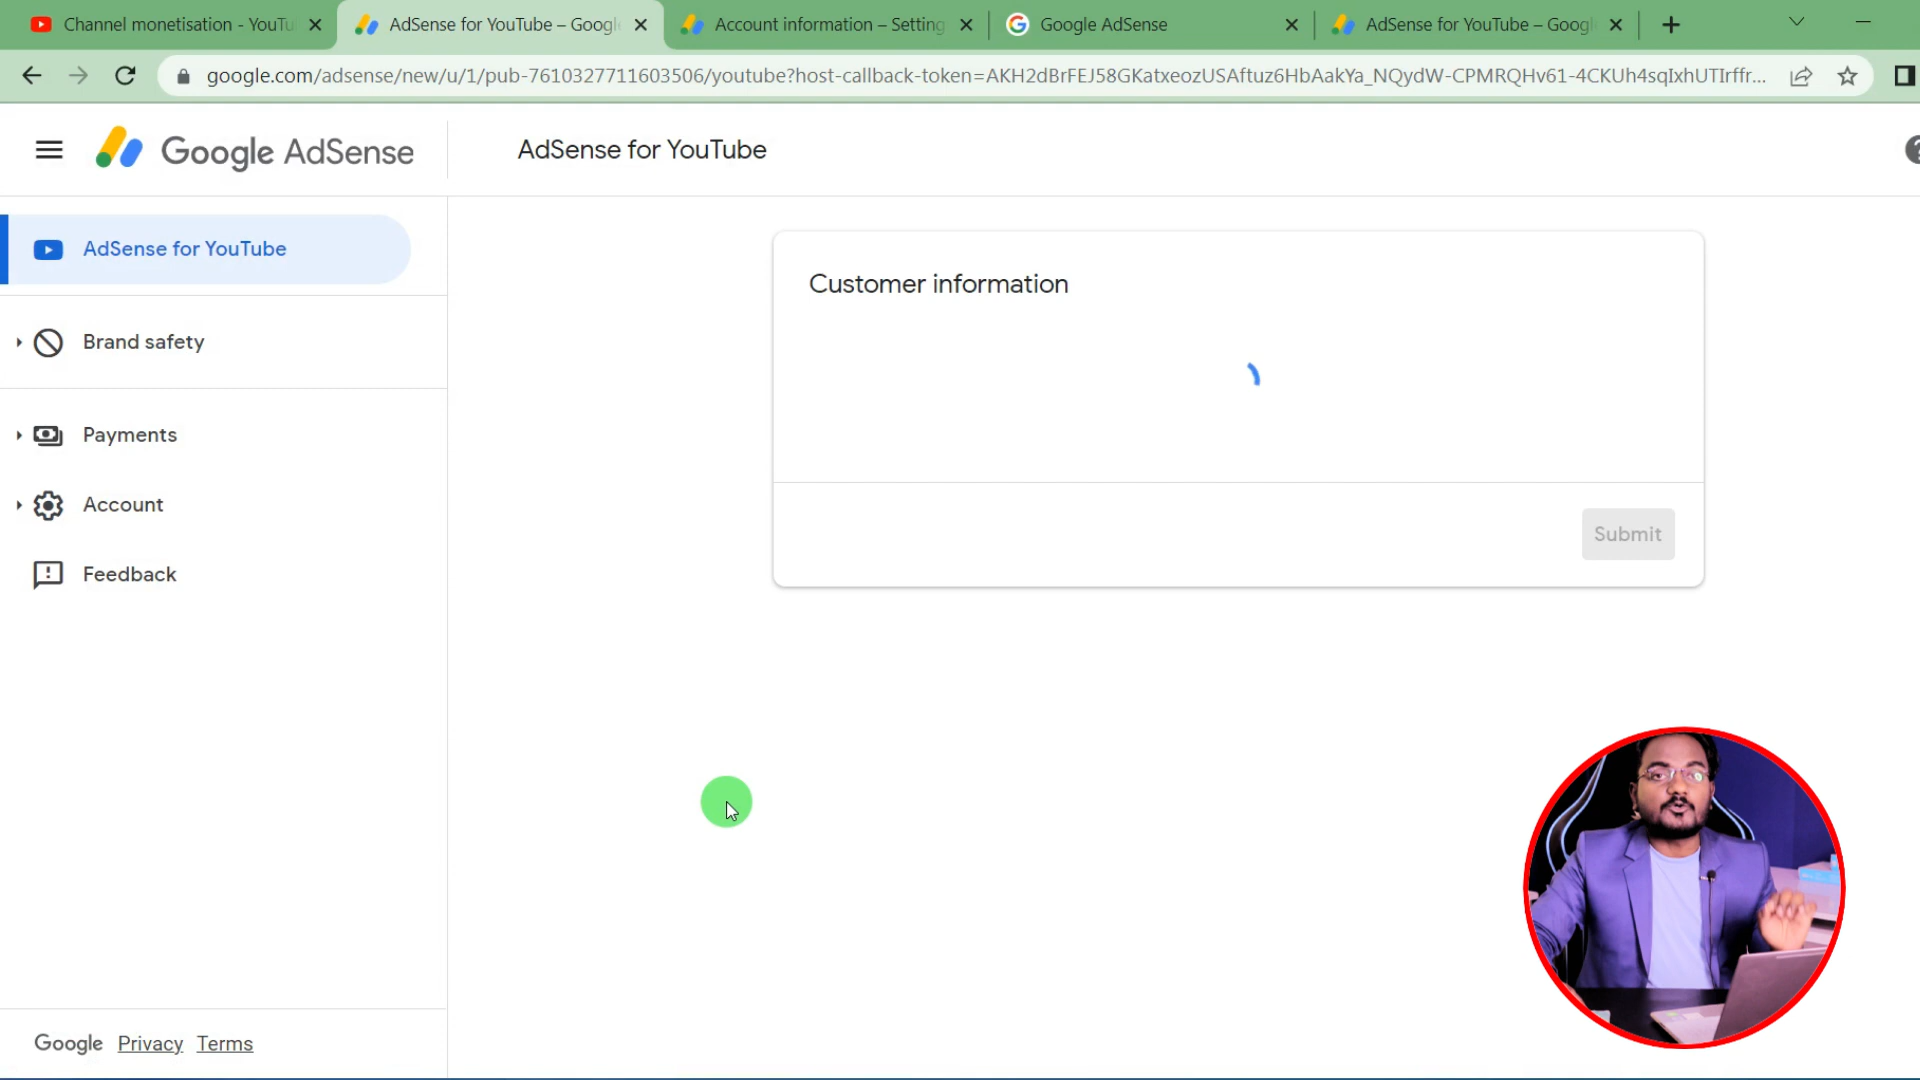 Channel monetisation - YouTu
AdSense for YouTube – Googl
Account information – Setting
Google AdSense
AdSense for YouTube – Googl
google.com/adsense/new/u/1/pub-7610327711603506/youtube?host-callback-token=AKH2dBrFEJ58GKatxeozUSAftuz6HbAakYa_NQydW-CPMRQHv61-4CKUh4sqIxhUTIrffr...
Google AdSense
AdSense for YouTube
AdSense for YouTube
Brand safety
Payments
Account
Feedback
Customer information
Submit
Google Privacy Terms